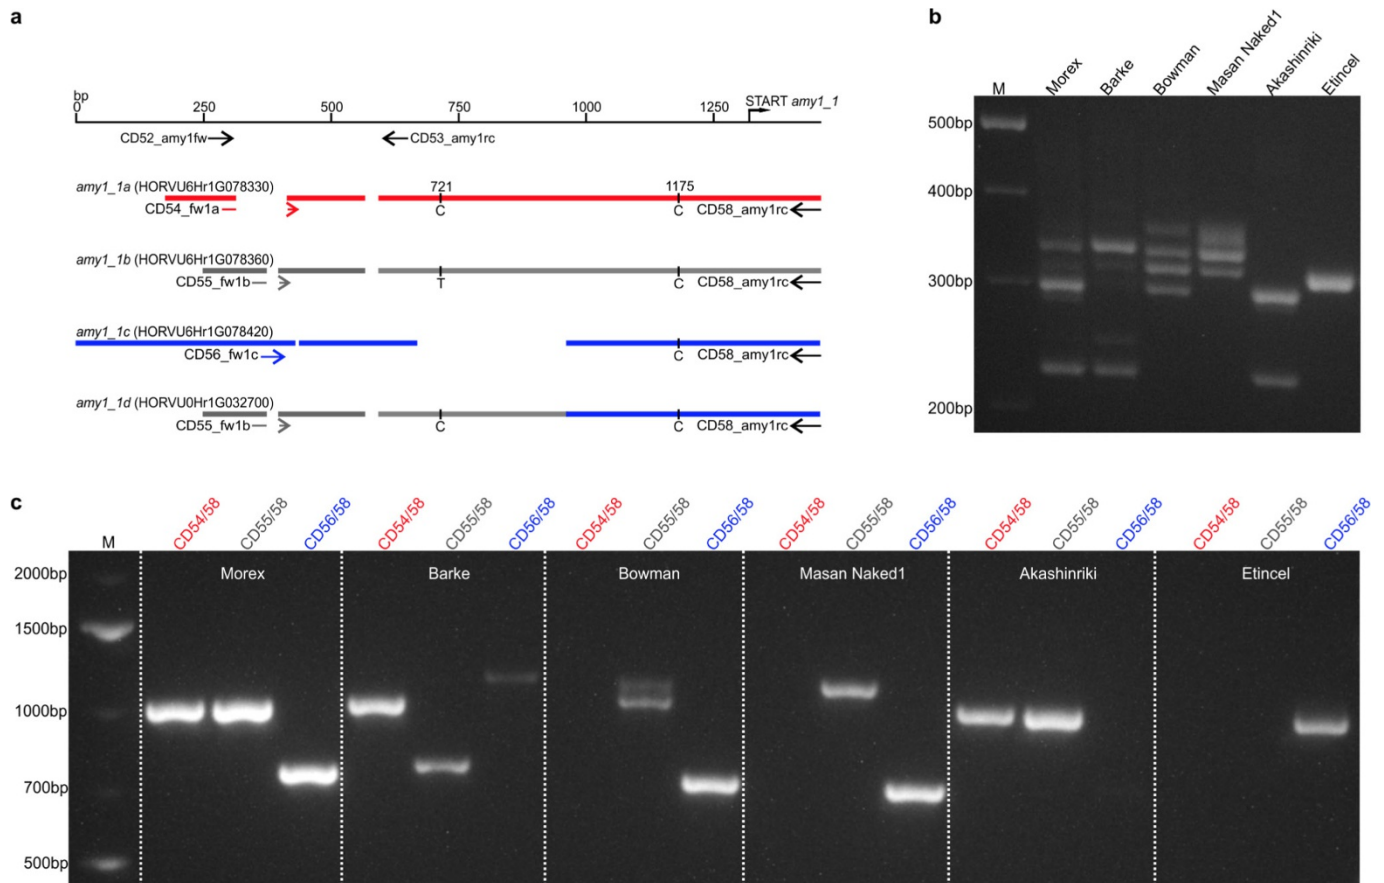 a
bp
0 250 500 750 1000 1250 START amy1_1
CD52_amy1fw CD53_amy1rc
amy1_1a (HORVU6Hr1G078330) 721 1175
CD54_fw1a C C CD58_amy1rc
amy1_1b (HORVU6Hr1G078360)
CD55_fw1b T C CD58_amy1rc
amy1_1c (HORVU6Hr1G078420)
CD56_fw1c C CD58_amy1rc
amy1_1d (HORVU0Hr1G032700)
CD55_fw1b C C CD58_amy1rc
b
M Morex Barke Bowman Masan Naked1 Akashinriki Etincel
500bp
400bp
300bp
200bp
c
M CD54/58 CD55/58 CD56/58 CD54/58 CD55/58 CD56/58 CD54/58 CD55/58 CD56/58 CD54/58 CD55/58 CD56/58 CD54/58 CD55/58 CD56/58 CD54/58 CD55/58 CD56/58
2000bp Morex Barke Bowman Masan Naked1 Akashinriki Etincel
1500bp
1000bp
700bp
500bp